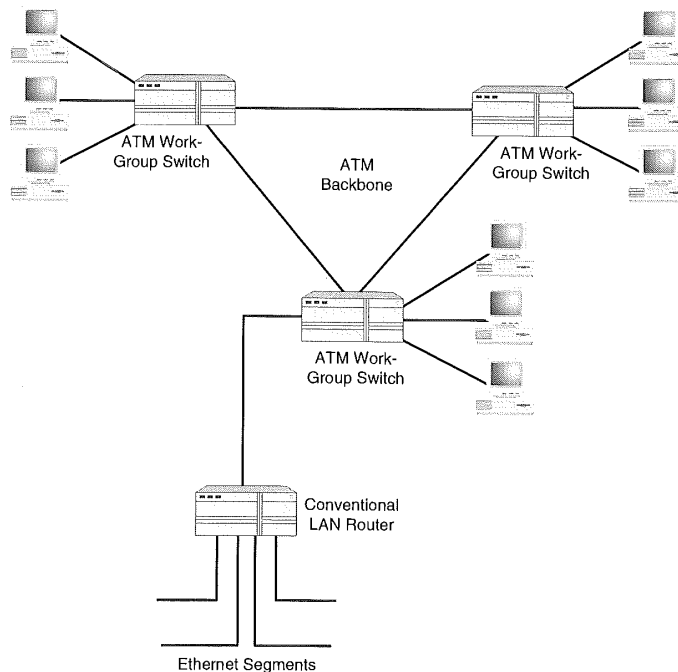 ATM Work-
Group Switch
ATM
Backbone
ATM Work-
Group Switch
ATM Work-
Group Switch
Conventional
LAN Router
Ethernet Segments